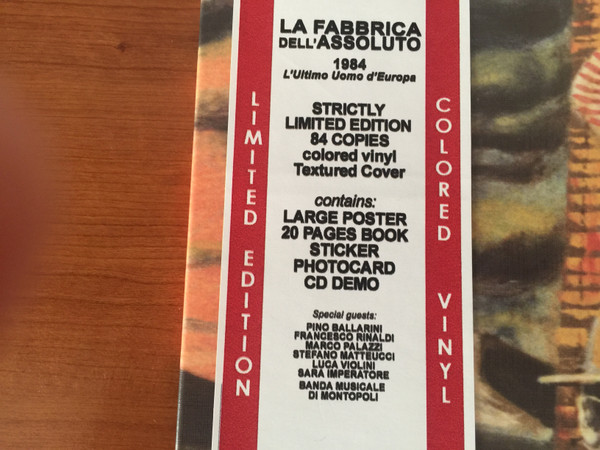 LA FABBRICA
DELL'ASSOLUTO
1984
L'Ultimo Uomo d'Europa
STRICTLY
LIMITED EDITION
84 COPIES
colored vinyl
Textured Cover
contains:
LARGE POSTER
20 PAGES BOOK
STICKER
PHOTOCARD
CD DEMO
Special guests:
PINO BALLARINI
FRANCESCO RINALDI
MARCO PALAZZI
STEFANO MATTEUCCI
LUCA VIOLINI
SARA IMPERATORE
BANDA MUSICALE
DI MONTOPOLI
LIMITED EDITION
COLORED VINYL